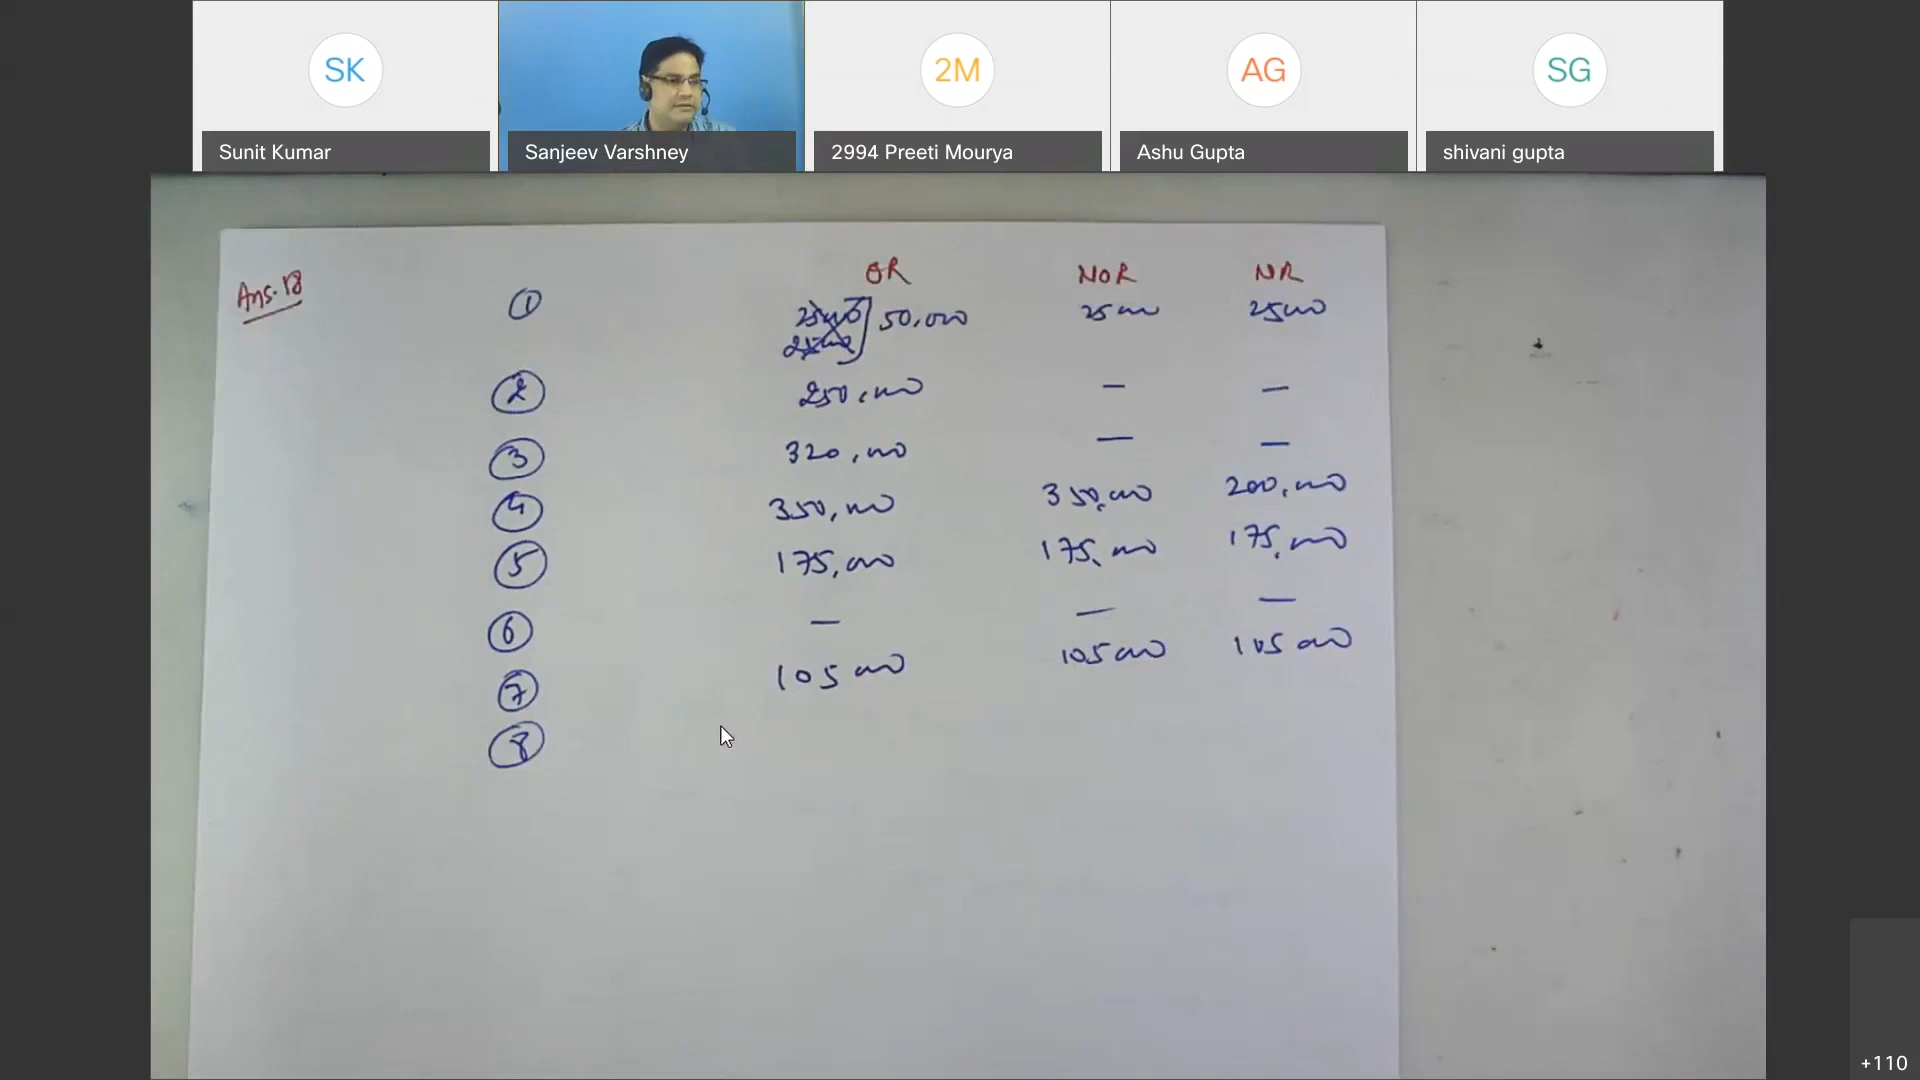 SK
2M
AG
SG
Sunit Kumar
Sanjeev Varshney
2994 Preeti Mourya
Ashu Gupta
shivani gupta
Ans. 18
OR NOR NR
1 50,000 25000 25000
2 250,000 — —
3 320,000 — —
4 350,000 350,000 200,000
5 175,000 175,000 175,000
6 — — —
7 105000 105000 105000
8
+110